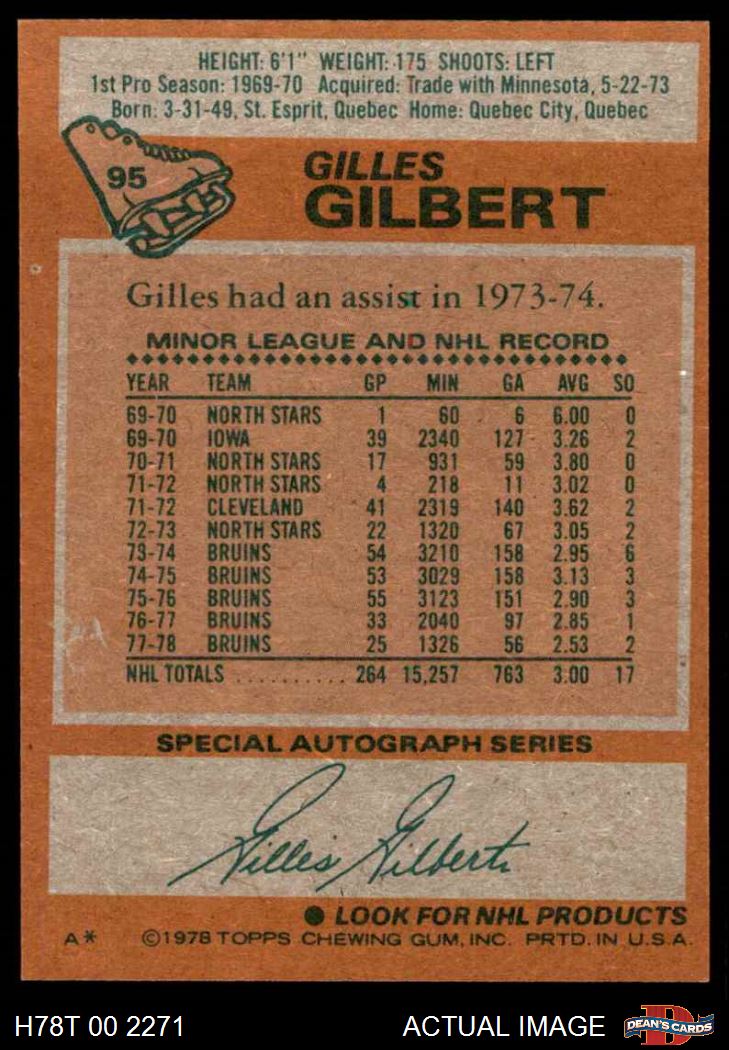 HEIGHT: 6'1" WEIGHT: 175 SHOOTS: LEFT
1st Pro Season: 1969-70 Acquired: Trade with Minnesota, 5-22-73
Born: 3-31-49, St. Esprit, Quebec Home: Quebec City, Quebec
95
GILLES
GILBERT
Gilles had an assist in 1973-74.
MINOR LEAGUE AND NHL RECORD
YEAR TEAM GP MIN GA AVG SO
69-70 NORTH STARS 1 60 6 6.00 0
69-70 IOWA 39 2340 127 3.26 2
70-71 NORTH STARS 17 931 59 3.80 0
71-72 NORTH STARS 4 218 11 3.02 0
71-72 CLEVELAND 41 2319 140 3.62 2
72-73 NORTH STARS 22 1320 67 3.05 2
73-74 BRUINS 54 3210 158 2.95 6
74-75 BRUINS 53 3029 158 3.13 3
75-76 BRUINS 55 3123 151 2.90 3
76-77 BRUINS 33 2040 97 2.85 1
77-78 BRUINS 25 1326 56 2.53 2
NHL TOTALS .......... 264 15,257 763 3.00 17
SPECIAL AUTOGRAPH SERIES
Gilles Gilbert
● LOOK FOR NHL PRODUCTS
A* ©1978 TOPPS CHEWING GUM, INC. PRTD. IN U.S.A.
H78T 00 2271 ACTUAL IMAGE DEAN'S CARDS